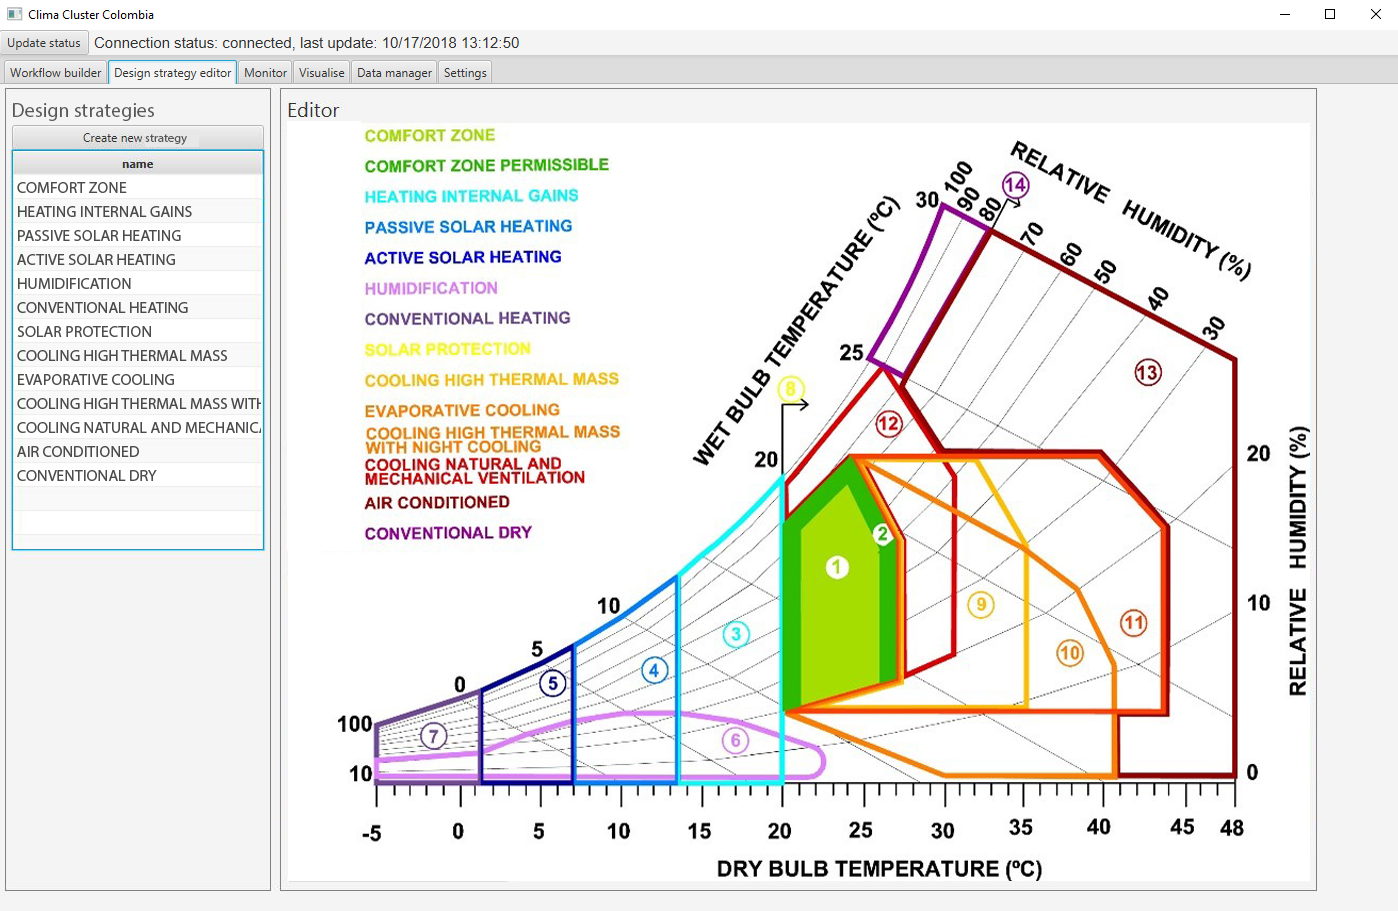 Clima Cluster Colombia
Update status
Connection status: connected, last update: 10/17/2018 13:12:50
Workflow builder
Design strategy editor
Monitor
Visualise
Data manager
Settings
Design strategies
Create new strategy
name
COMFORT ZONE
HEATING INTERNAL GAINS
PASSIVE SOLAR HEATING
ACTIVE SOLAR HEATING
HUMIDIFICATION
CONVENTIONAL HEATING
SOLAR PROTECTION
COOLING HIGH THERMAL MASS
EVAPORATIVE COOLING
COOLING HIGH THERMAL MASS WITH
COOLING NATURAL AND MECHANICA
AIR CONDITIONED
CONVENTIONAL DRY
Editor
COMFORT ZONE
COMFORT ZONE PERMISSIBLE
HEATING INTERNAL GAINS
PASSIVE SOLAR HEATING
ACTIVE SOLAR HEATING
HUMIDIFICATION
CONVENTIONAL HEATING
SOLAR PROTECTION
COOLING HIGH THERMAL MASS
EVAPORATIVE COOLING
COOLING HIGH THERMAL MASS
WITH NIGHT COOLING
COOLING NATURAL AND
MECHANICAL VENTILATION
AIR CONDITIONED
CONVENTIONAL DRY
WET BULB TEMPERATURE (ºC)
RELATIVE HUMIDITY (%)
30
100
90
80
14
70
60
50
40
30
25
13
8
12
20
20
2
1
10
5
0
3
4
5
9
10
11
10
7
6
100
10
0
-5
0
5
10
15
20
25
30
35
40
45
48
RELATIVE HUMIDITY (%)
DRY BULB TEMPERATURE (ºC)